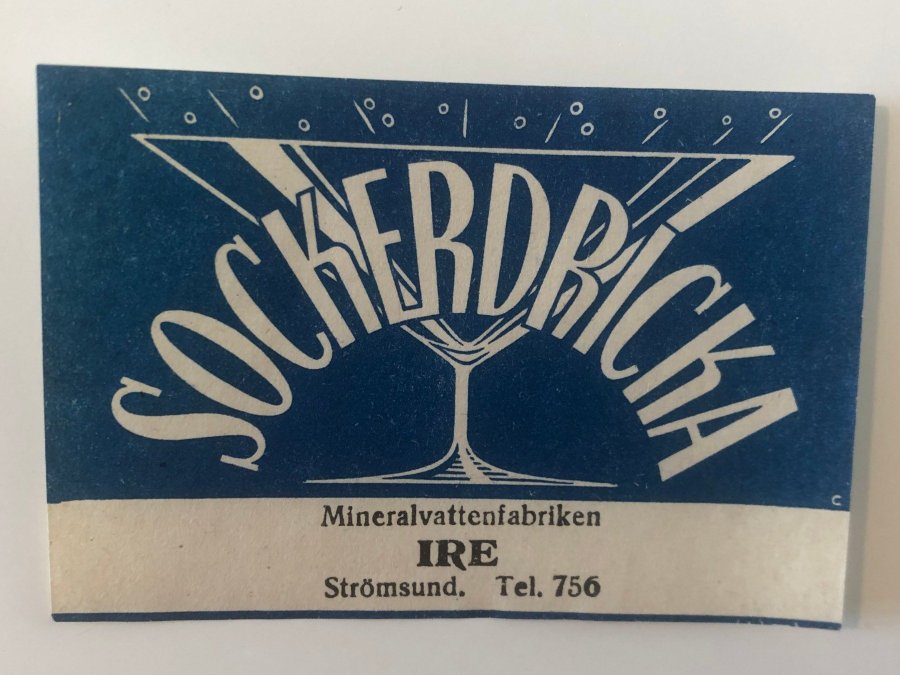 SOCKERDRICKA
C
Mineralvattenfabriken
IRE
Strömsund. Tel. 756